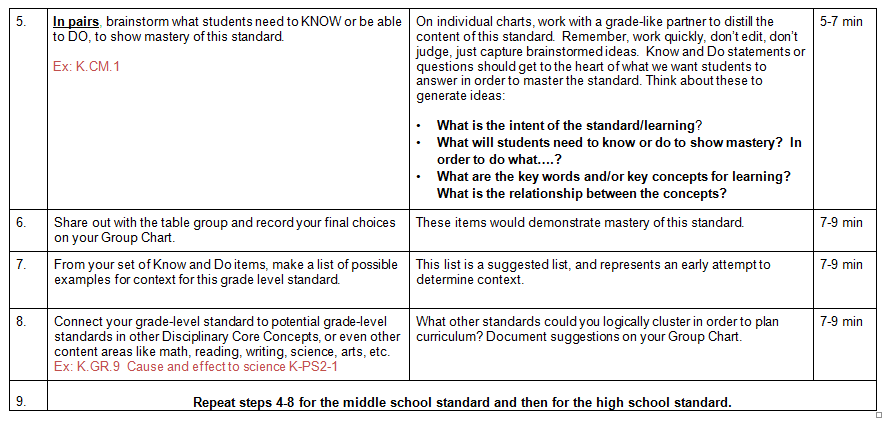 5.
In pairs, brainstorm what students need to KNOW or be able
to DO, to show mastery of this standard.
Ex: K.CM.1
On individual charts, work with a grade-like partner to distill the
content of this standard. Remember, work quickly, don't edit, don't
judge, just capture brainstormed ideas. Know and Do statements or
questions should get to the heart of what we want students to
answer in order to master the standard. Think about these to
generate ideas:
• What is the intent of the standard/learning?
• What will students need to know or do to show mastery? In
order to do what….?
• What are the key words and/or key concepts for learning?
What is the relationship between the concepts?
5-7 min
6.
Share out with the table group and record your final choices
on your Group Chart.
These items would demonstrate mastery of this standard.
7-9 min
7.
From your set of Know and Do items, make a list of possible
examples for context for this grade level standard.
This list is a suggested list, and represents an early attempt to
determine context.
7-9 min
8.
Connect your grade-level standard to potential grade-level
standards in other Disciplinary Core Concepts, or even other
content areas like math, reading, writing, science, arts, etc.
Ex: K.GR.9 Cause and effect to science K-PS2-1
What other standards could you logically cluster in order to plan
curriculum? Document suggestions on your Group Chart.
7-9 min
9.
Repeat steps 4-8 for the middle school standard and then for the high school standard.